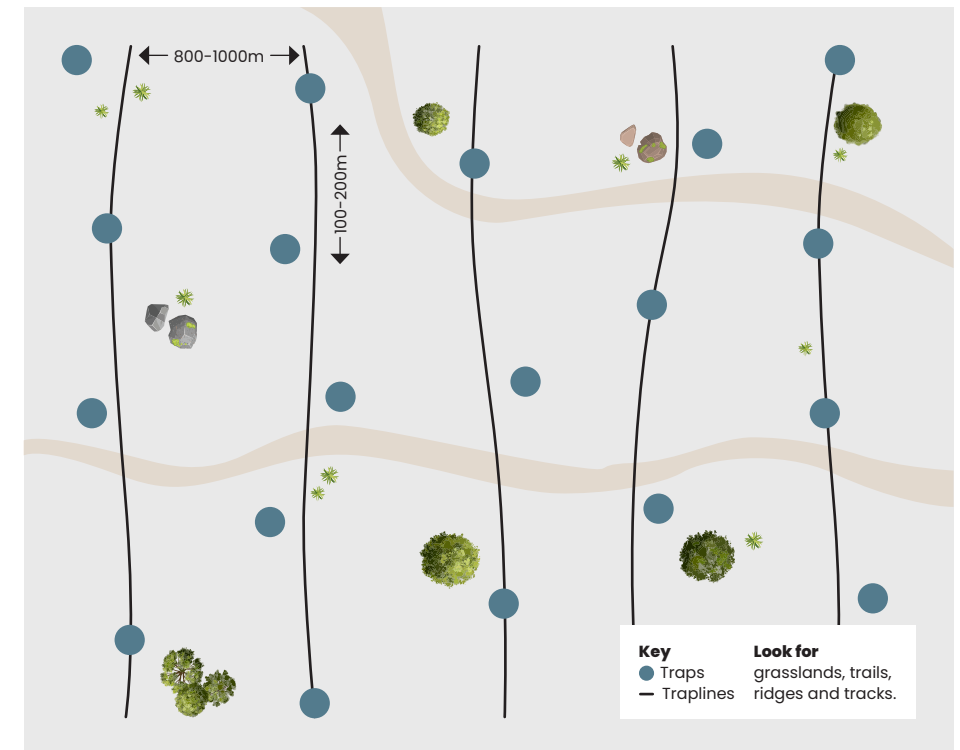 800-1000m
100-200m
Key
Traps
Traplines
Look for
grasslands, trails,
ridges and tracks.